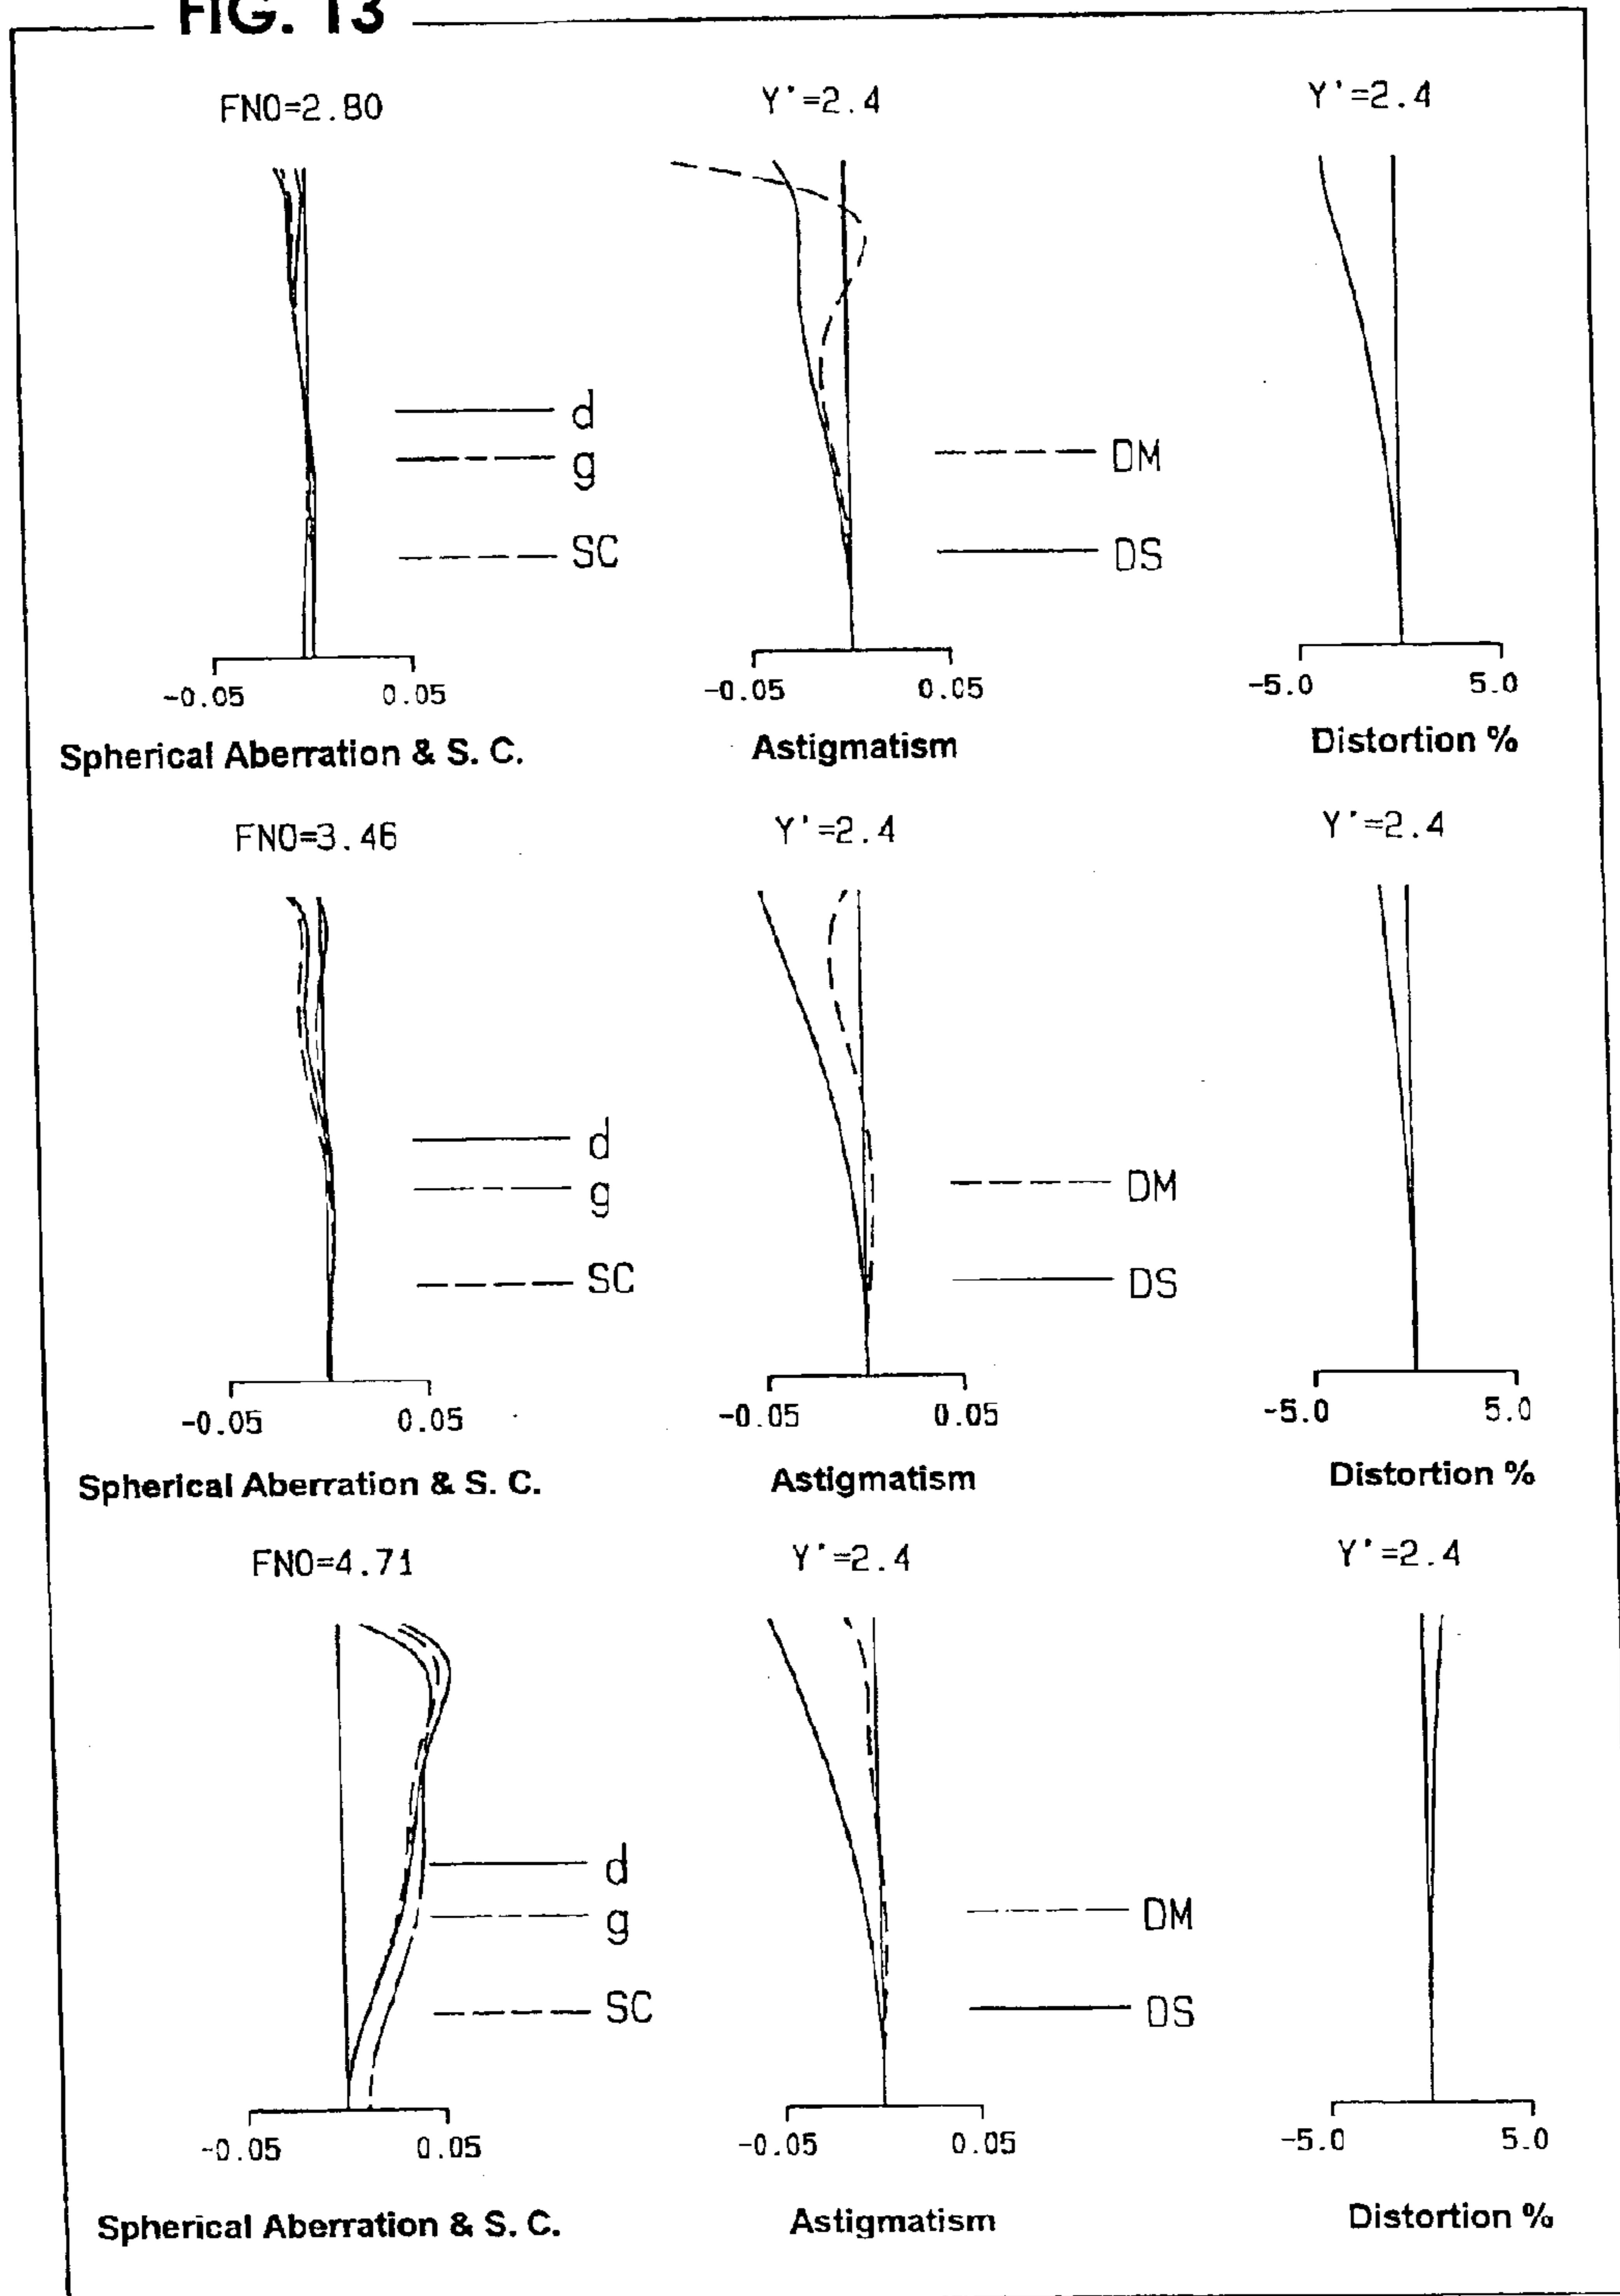 FIG. 13
FNO=2.80
Y'=2.4
Y'=2.4
d
g
SC
DM
DS
-0.05
0.05
-0.05
0.05
-5.0
5.0
Spherical Aberration & S. C.
Astigmatism
Distortion %
FNO=3.46
Y'=2.4
Y'=2.4
d
g
SC
DM
DS
-0.05
0.05
-0.05
0.05
-5.0
5.0
Spherical Aberration & S. C.
Astigmatism
Distortion %
FNO=4.71
Y'=2.4
Y'=2.4
d
g
SC
DM
DS
-0.05
0.05
-0.05
0.05
-5.0
5.0
Spherical Aberration & S. C.
Astigmatism
Distortion %